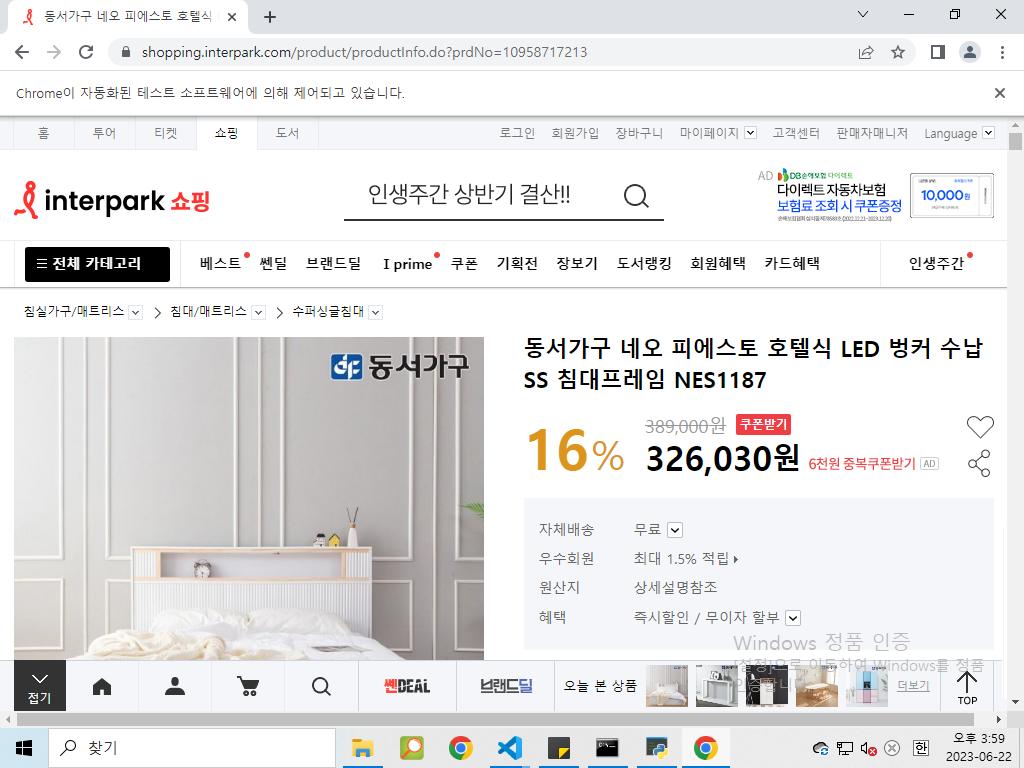 동서가구 네오 피에스토 호텔식
shopping.interpark.com/product/productInfo.do?prdNo=10958717213
Chrome이 자동화된 테스트 소프트웨어에 의해 제어되고 있습니다.
홈 투어 티켓 쇼핑 도서 로그인 회원가입 장바구니 마이페이지 고객센터 판매자매니저 Language
interpark 쇼핑
인생주간 상반기 결산!!
AD DB손해보험 다이렉트
다이렉트 자동차보험
보험료 조회 시 쿠폰증정
10,000원
전체 카테고리 베스트 쎈딜 브랜드딜 I prime 쿠폰 기획전 장보기 도서랭킹 회원혜택 카드혜택 인생주간
침실가구/매트리스 침대/매트리스 수퍼싱글침대
동서가구
동서가구 네오 피에스토 호텔식 LED 벙커 수납
SS 침대프레임 NES1187
16% 389,000원 쿠폰받기
326,030원 6천원 중복쿠폰받기 AD
자체배송 무료
우수회원 최대 1.5% 적립
원산지 상세설명참조
혜택 즉시할인 / 무이자 할부
Windows 정품 인증
[설정]으로 이동하여 Windows를 정품
인증합니다.
접기 쎈DEAL 브랜드딜 오늘 본 상품 더보기 TOP
찾기
한
오후 3:59
2023-06-22